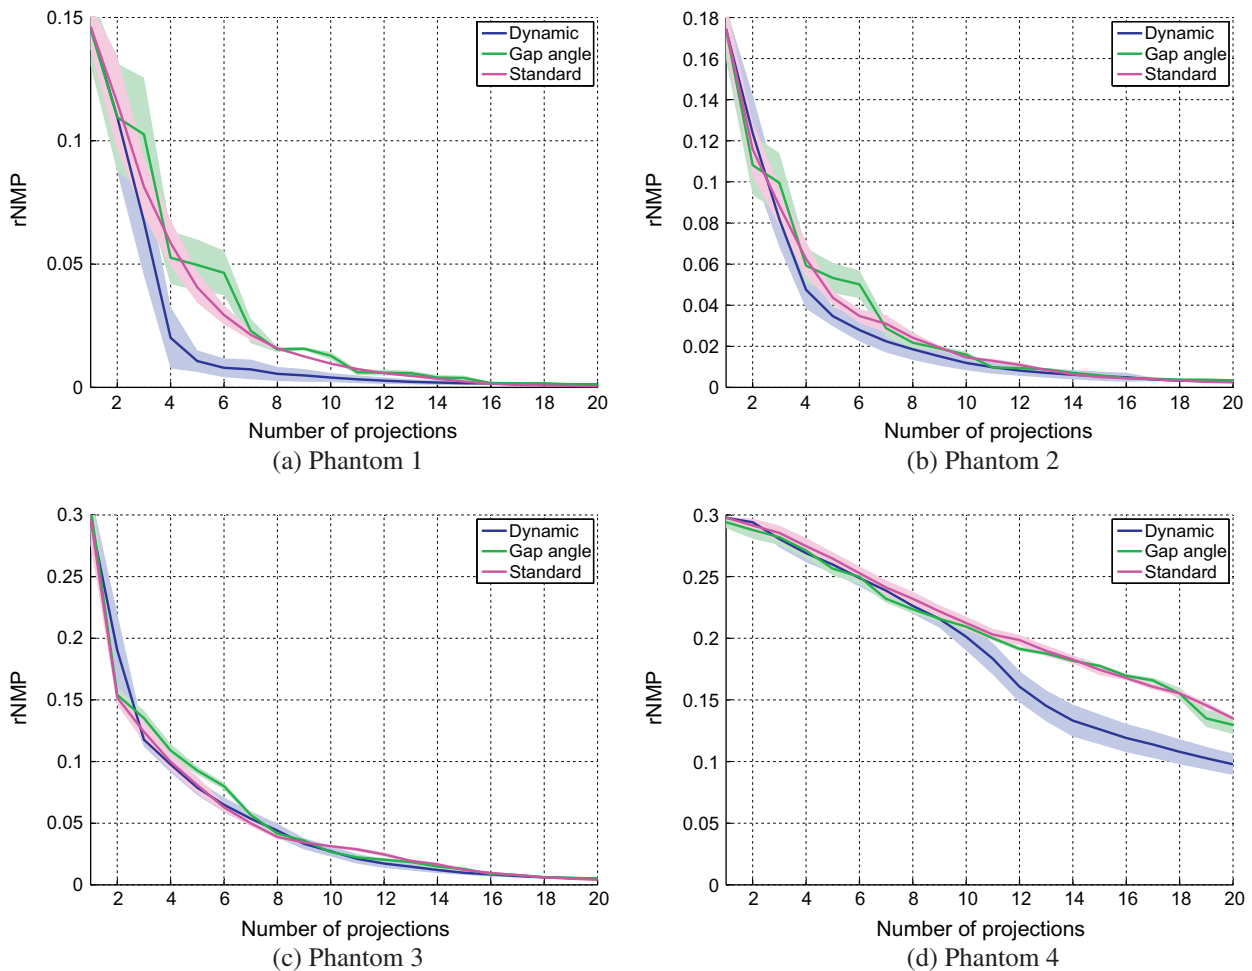 0.15
0.1
0.05
0
rNMP
Dynamic
Gap angle
Standard
2 4 6 8 10 12 14 16 18 20
Number of projections
(a) Phantom 1
0.18
0.16
0.14
0.12
0.1
0.08
0.06
0.04
0.02
0
rNMP
Dynamic
Gap angle
Standard
2 4 6 8 10 12 14 16 18 20
Number of projections
(b) Phantom 2
0.3
0.25
0.2
0.15
0.1
0.05
0
rNMP
Dynamic
Gap angle
Standard
2 4 6 8 10 12 14 16 18 20
Number of projections
(c) Phantom 3
0.3
0.25
0.2
0.15
0.1
0.05
0
rNMP
Dynamic
Gap angle
Standard
2 4 6 8 10 12 14 16 18 20
Number of projections
(d) Phantom 4